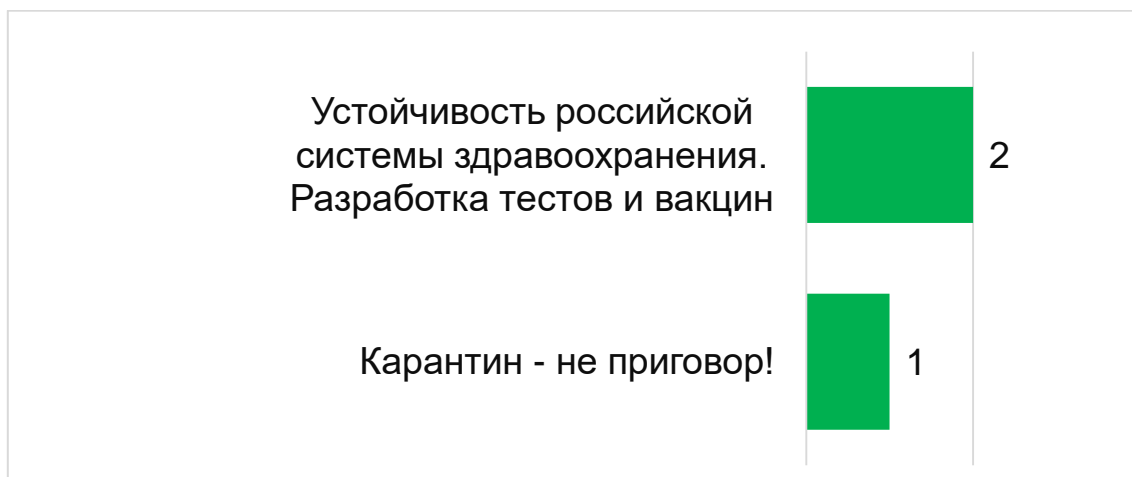 Устойчивость российской
системы здравоохранения.
Разработка тестов и вакцин
2
Карантин - не приговор!
1